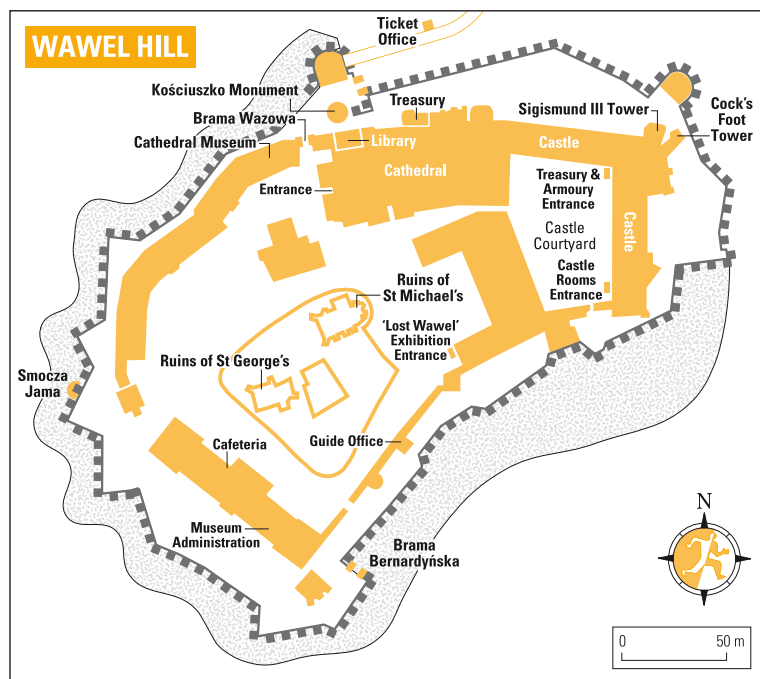 WAWEL HILL
Ticket
Office
Kościuszko Monument
Treasury
Brama Wazowa
Cathedral Museum
Library
Sigismund III Tower
Cock's
Foot
Tower
Castle
Cathedral
Entrance
Treasury &
Armoury
Entrance
Castle
Courtyard
Castle
Castle
Rooms
Entrance
Ruins of
St Michael's
'Lost Wawel'
Exhibition
Entrance
Ruins of St George's
Smocza
Jama
Cafeteria
Guide Office
Museum
Administration
Brama
Bernardyńska
N
0 50 m